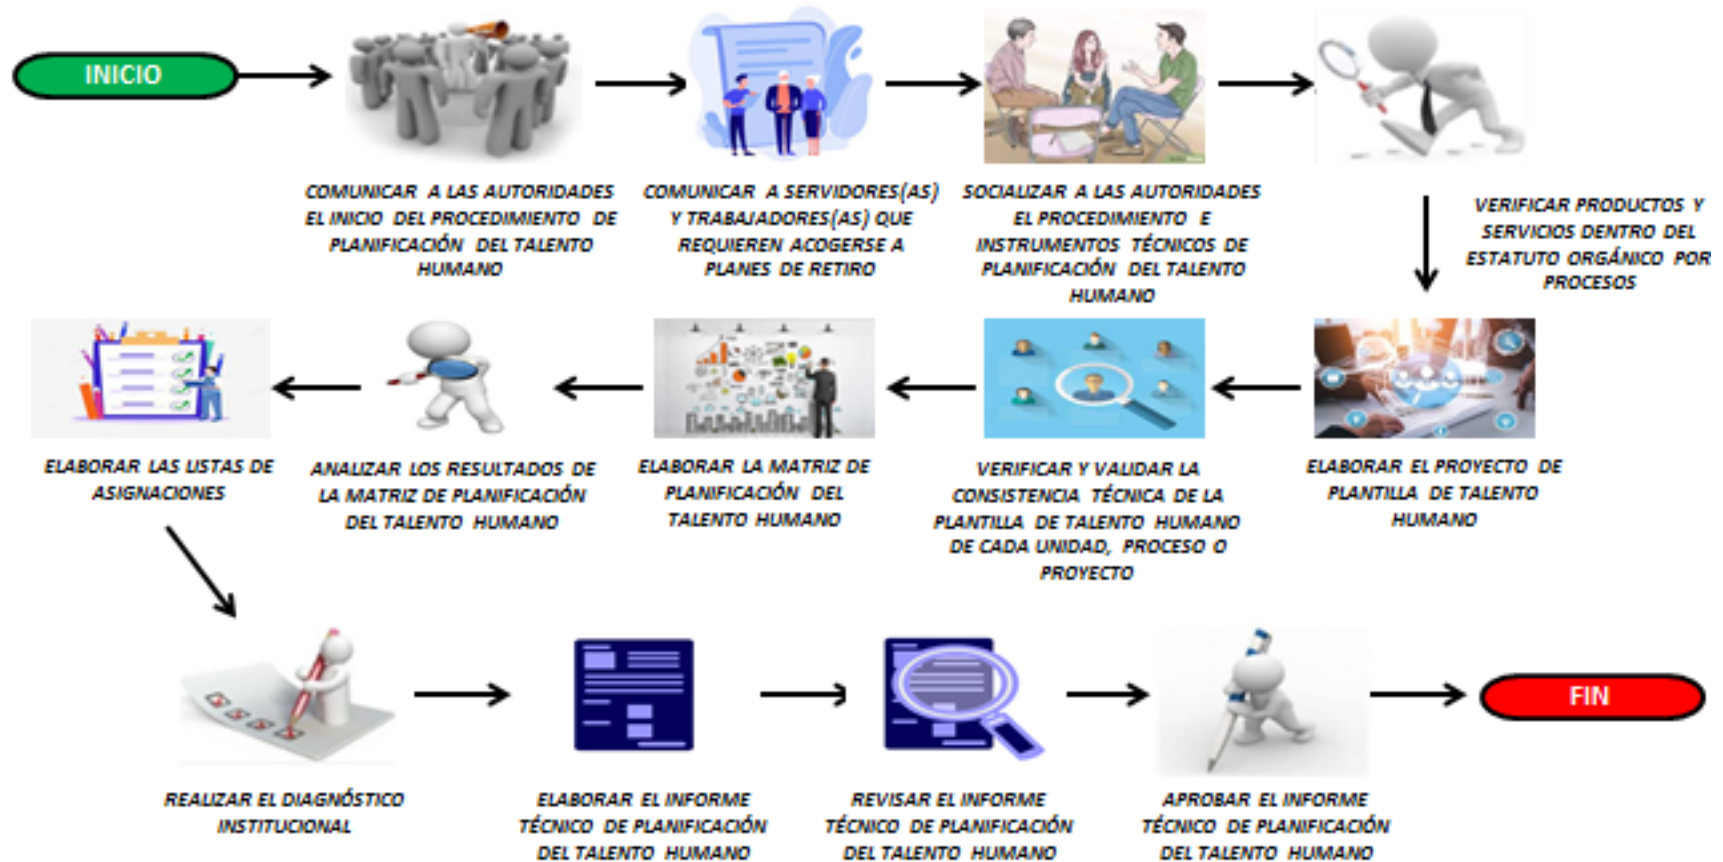 INICIO
COMUNICAR A LAS AUTORIDADES
EL INICIO DEL PROCEDIMIENTO DE
PLANIFICACIÓN DEL TALENTO
HUMANO
COMUNICAR A SERVIDORES(AS)
Y TRABAJADORES(AS) QUE
REQUIEREN ACOGERSE A
PLANES DE RETIRO
SOCIALIZAR A LAS AUTORIDADES
EL PROCEDIMIENTO E
INSTRUMENTOS TÉCNICOS DE
PLANIFICACIÓN DEL TALENTO
HUMANO
VERIFICAR PRODUCTOS Y
SERVICIOS DENTRO DEL
ESTATUTO ORGÁNICO POR
PROCESOS
ELABORAR EL PROYECTO DE
PLANTILLA DE TALENTO
HUMANO
VERIFICAR Y VALIDAR LA
CONSISTENCIA TÉCNICA DE LA
PLANTILLA DE TALENTO HUMANO
DE CADA UNIDAD, PROCESO O
PROYECTO
ELABORAR LA MATRIZ DE
PLANIFICACIÓN DEL
TALENTO HUMANO
ANALIZAR LOS RESULTADOS DE
LA MATRIZ DE PLANIFICACIÓN
DEL TALENTO HUMANO
ELABORAR LAS LISTAS DE
ASIGNACIONES
REALIZAR EL DIAGNÓSTICO
INSTITUCIONAL
ELABORAR EL INFORME
TÉCNICO DE PLANIFICACIÓN
DEL TALENTO HUMANO
REVISAR EL INFORME
TÉCNICO DE PLANIFICACIÓN
DEL TALENTO HUMANO
APROBAR EL INFORME
TÉCNICO DE PLANIFICACIÓN
DEL TALENTO HUMANO
FIN